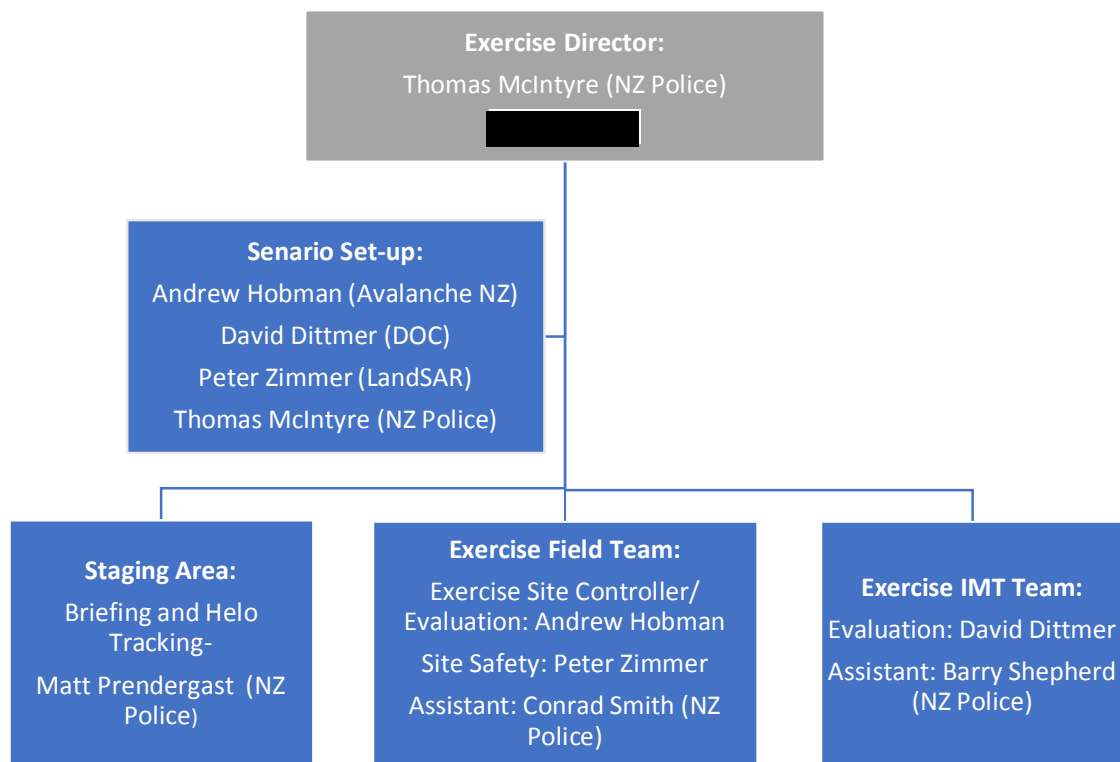 Exercise Director:
Thomas McIntyre (NZ Police)
Senario Set-up:
Andrew Hobman (Avalanche NZ)
David Dittmer (DOC)
Peter Zimmer (LandSAR)
Thomas McIntyre (NZ Police)
Staging Area:
Briefing and Helo
Tracking-
Matt Prendergast (NZ
Police)
Exercise Field Team:
Exercise Site Controller/
Evaluation: Andrew Hobman
Site Safety: Peter Zimmer
Assistant: Conrad Smith (NZ
Police)
Exercise IMT Team:
Evaluation: David Dittmer
Assistant: Barry Shepherd
(NZ Police)